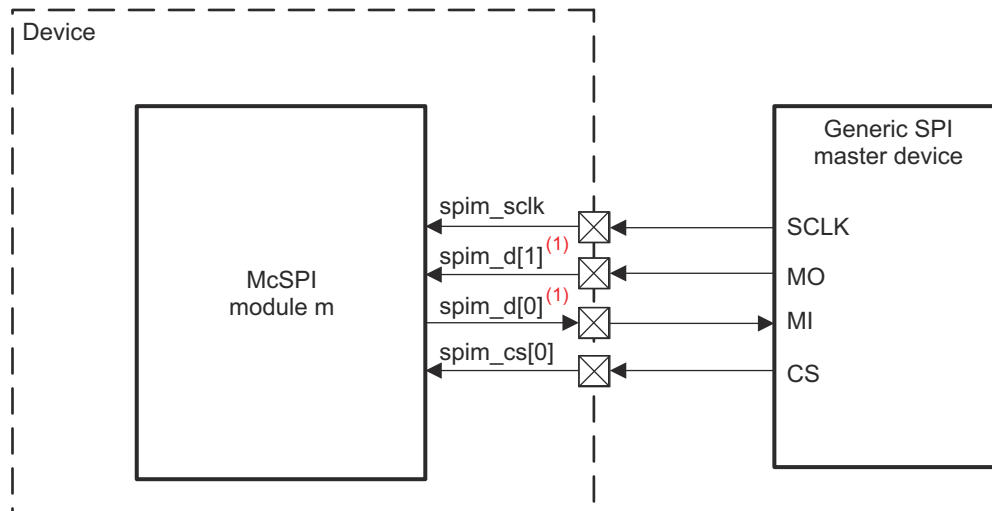 Device
Generic SPI
master device
spim_sclk
SCLK
spim_d[1](1)
MO
McSPI
module m
spim_d[0](1)
MI
spim_cs[0]
CS